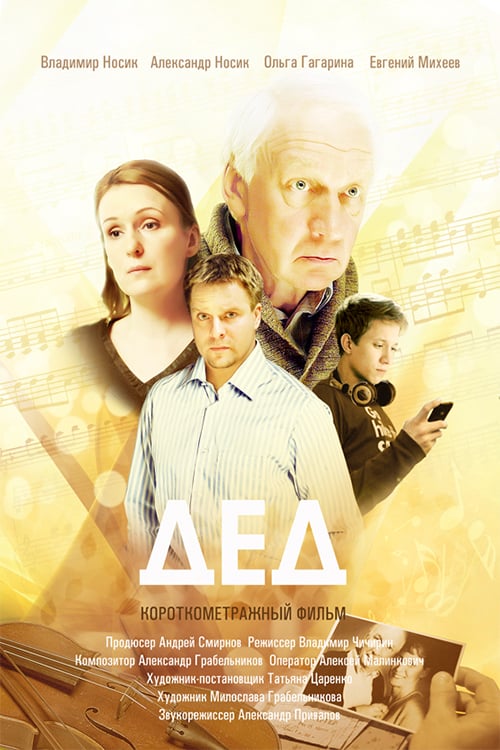 Владимир Носик Александр Носик Ольга Гагарина Евгений Михеев
ДЕД
КОРОТКОМЕТРАЖНЫЙ ФИЛЬМ
Продюсер Андрей Смирнов Режиссер Владимир Чичирин
Композитор Александр Грабельников Оператор Алексей Малинкович
Художник-постановщик Татьяна Царенко
Художник Милослава Грабельникова
Звукорежиссер Александр Привалов